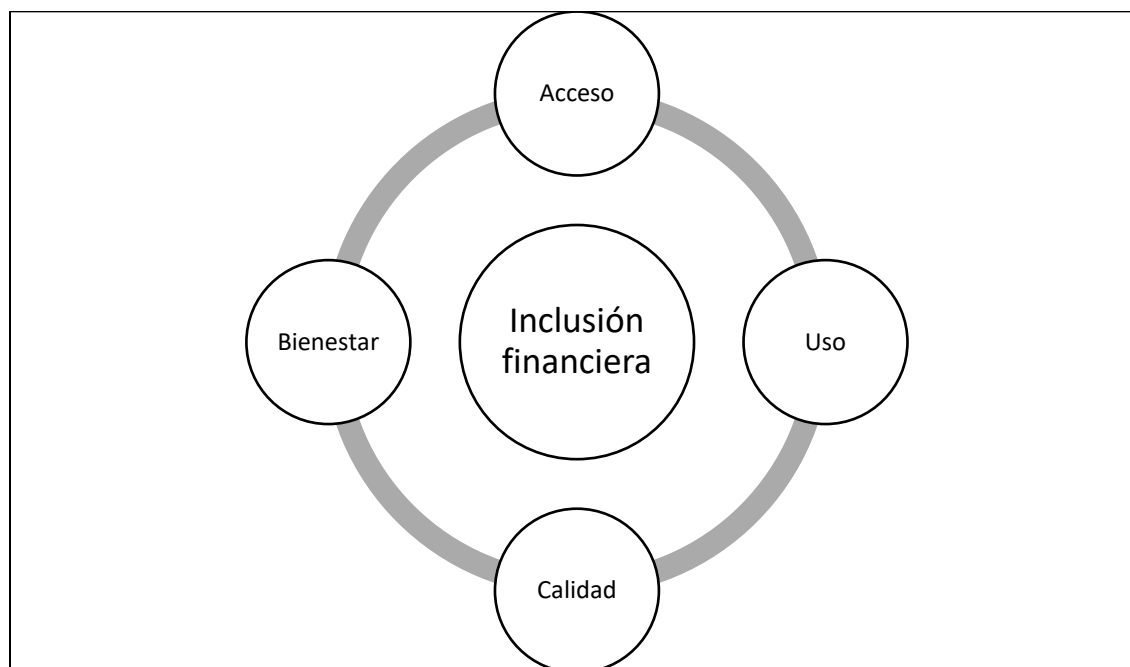 Acceso
Bienestar
Inclusión
financiera
Uso
Calidad